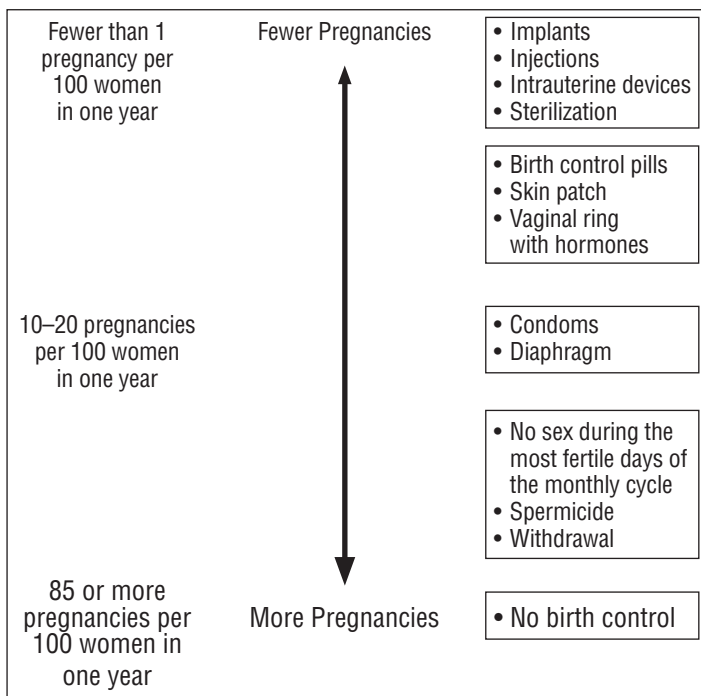 Fewer than 1
pregnancy per
100 women
in one year
Fewer Pregnancies
• Implants
• Injections
• Intrauterine devices
• Sterilization
• Birth control pills
• Skin patch
• Vaginal ring
with hormones
10–20 pregnancies
per 100 women
in one year
• Condoms
• Diaphragm
• No sex during the
most fertile days of
the monthly cycle
• Spermicide
• Withdrawal
85 or more
pregnancies per
100 women in
one year
More Pregnancies
• No birth control